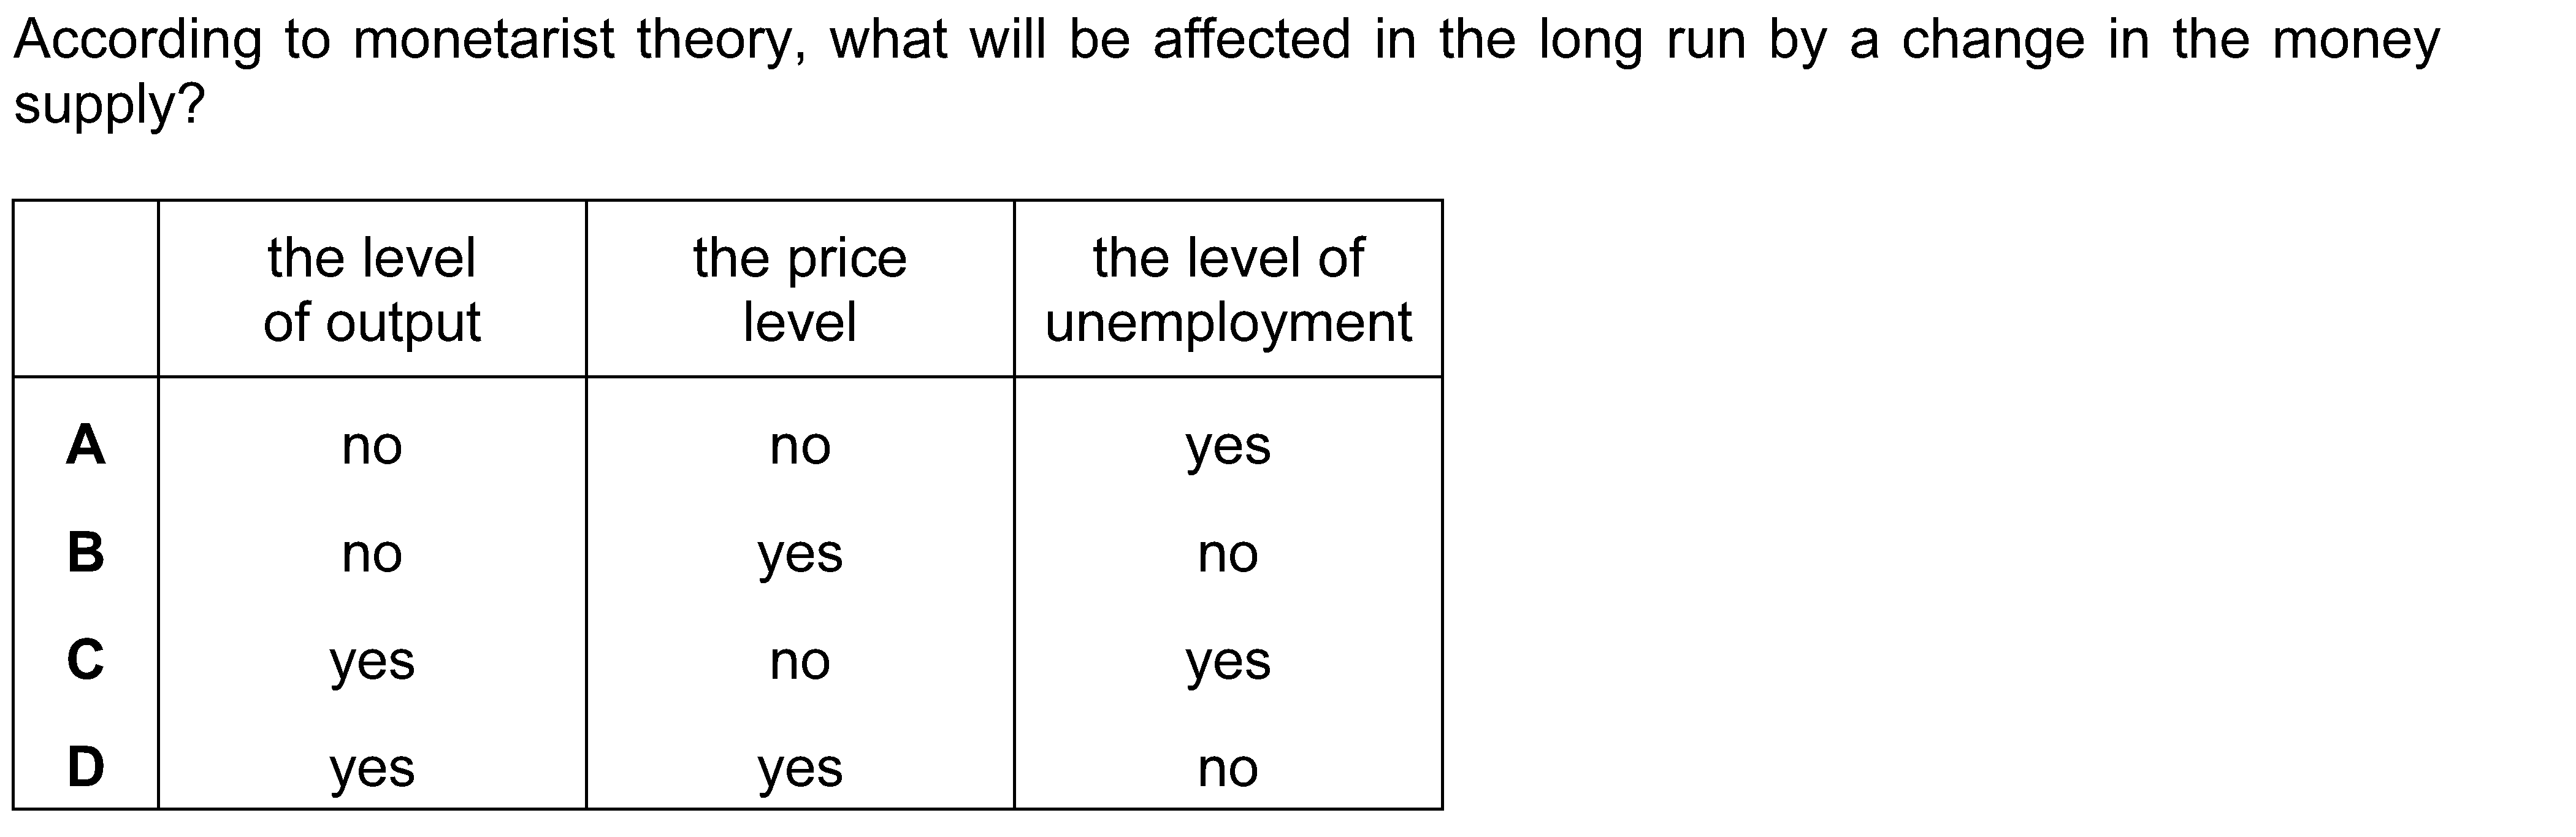 According to monetarist theory, what will be affected in the long run by a change in the money
supply?
the level of output the price level the level of unemployment
A no no yes
B no yes no
C yes no yes
D yes yes no